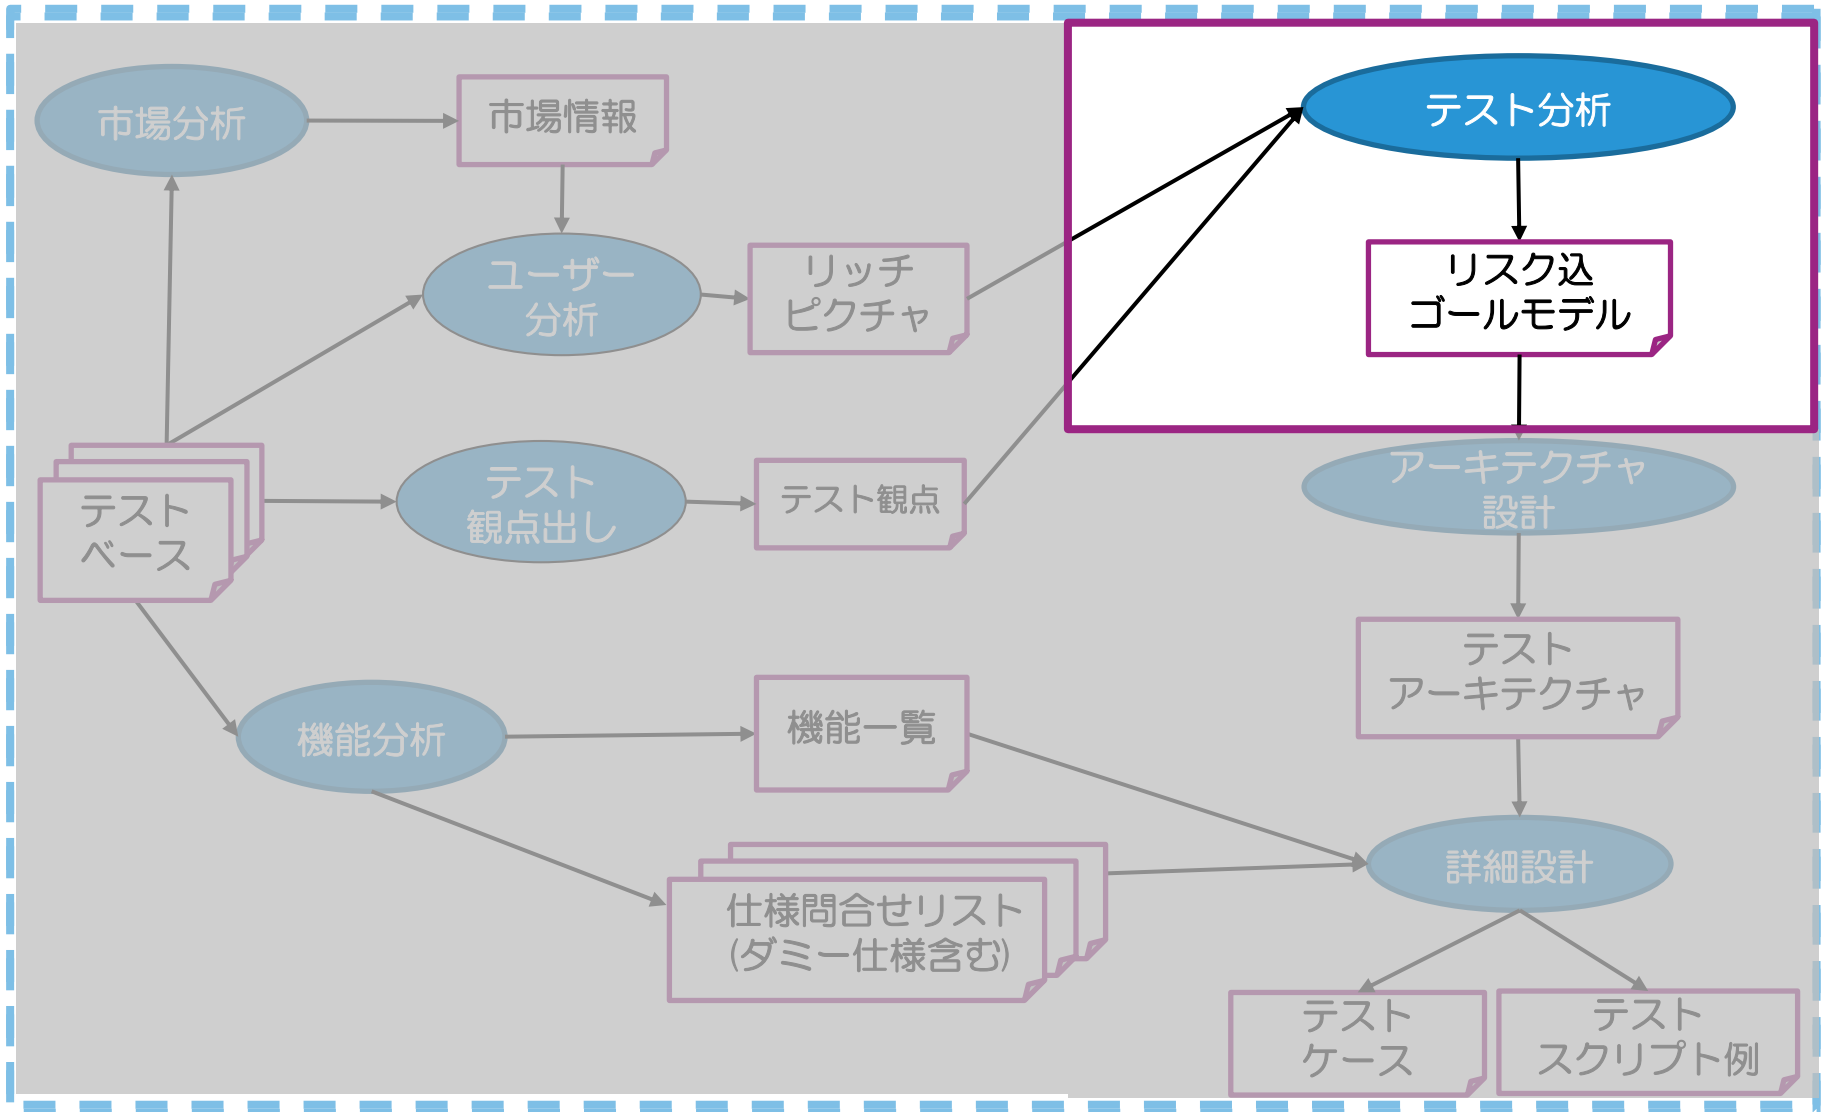 市場分析
市場情報
テスト分析
ユーザー
分析
リッチ
ピクチャ
リスク込
ゴールモデル
テスト
ベース
テスト
観点出し
テスト観点
アーキテクチャ
設計
テスト
アーキテクチャ
機能分析
機能一覧
詳細設計
仕様問合せリスト
(ダミー仕様含む)
テスト
ケース
テスト
スクリプト例